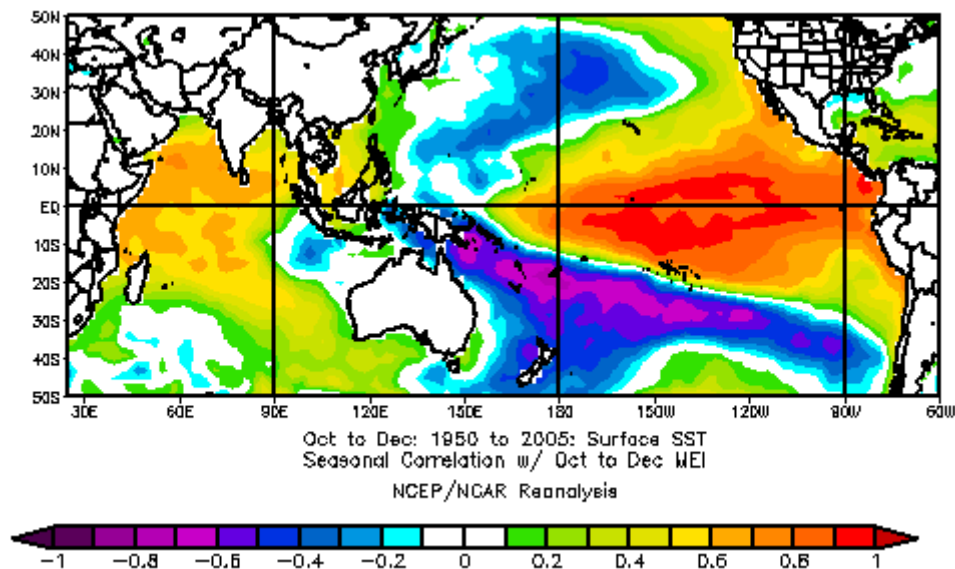 50N
40N
30N
20N
10N
EQ
10S
20S
30S
40S
50S
30E 60E 90E 120E 150E 180 150W 120W 90W 60W
Oct to Dec: 1950 to 2005: Surface SST
Seasonal Correlation w/ Oct to Dec MEI
NCEP/NCAR Reanalysis
-1 -0.8 -0.6 -0.4 -0.2 0 0.2 0.4 0.6 0.8 1